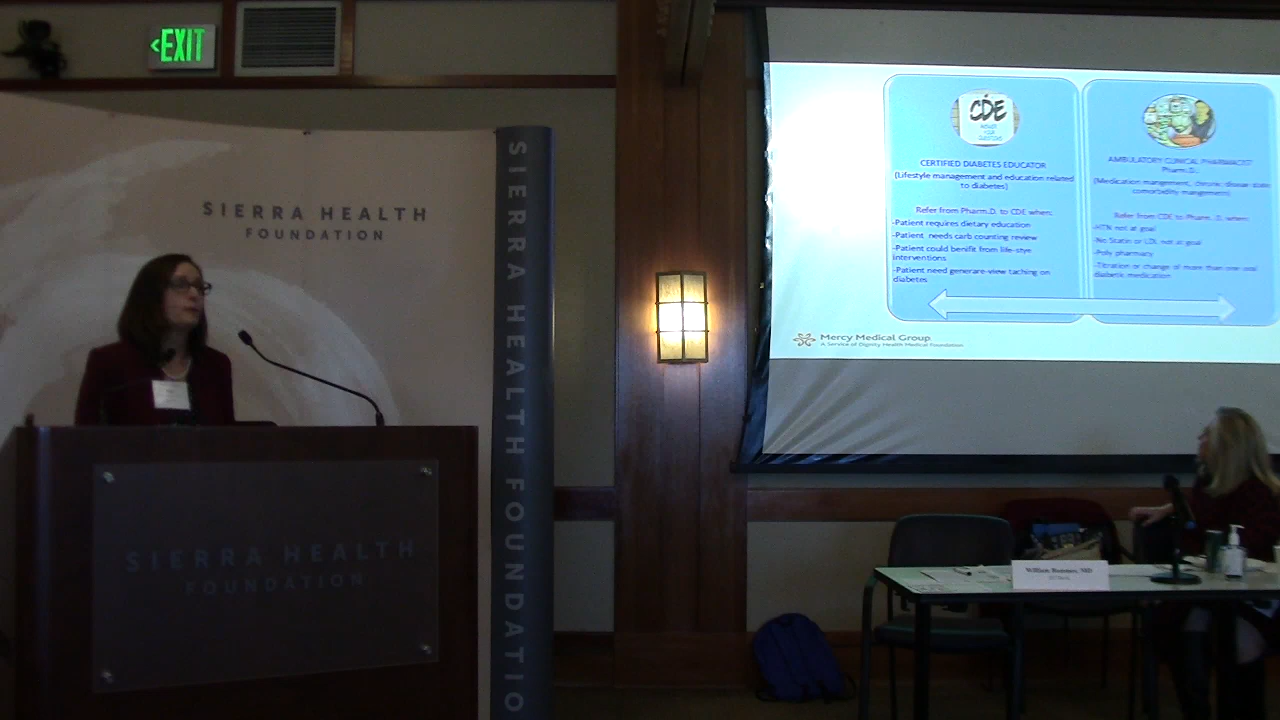 <EXIT
SIERRA HEALTH
FOUNDATION
SIERRA HEALTH FOUNDATIO
SIERRA HEALTH
FOUNDATION
CDE
CERTIFIED DIABETES EDUCATOR
(Lifestyle management and education related
to diabetes)
Refer from Pharm.D. to CDE when:
-Patient requires dietary education
-Patient needs carb counting review
-Patient could benifit from life-stye
interventions
-Patient need generare-view taching on
diabetes
AMBULATORY CLINICAL PHARMACIST
Pharm.D.
(Medication mangement, chronic disease state
comorbidity mangement)
Refer from CDE to Pharm. D. when:
-HTN not at goal
-No Statin or LDL not at goal
-Poly pharmacy
-Titration or change of more than one oral
diabetic medication
Mercy Medical Group
A Service of Dignity Health Medical Foundation
William MD